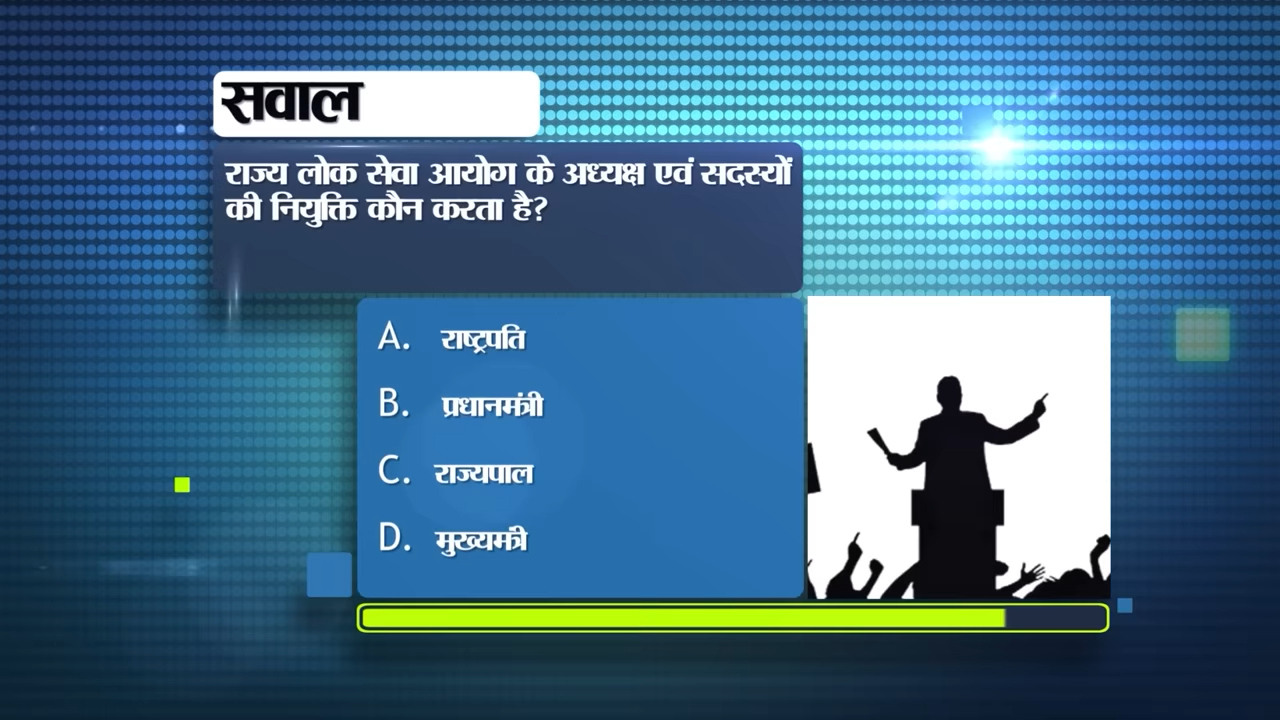 सवाल
राज्य लोक सेवा आयोग के अध्यक्ष एवं सदस्यों
की नियुक्ति कौन करता है?
A. राष्ट्रपति
B. प्रधानमंत्री
C. राज्यपाल
D. मुख्यमंत्री